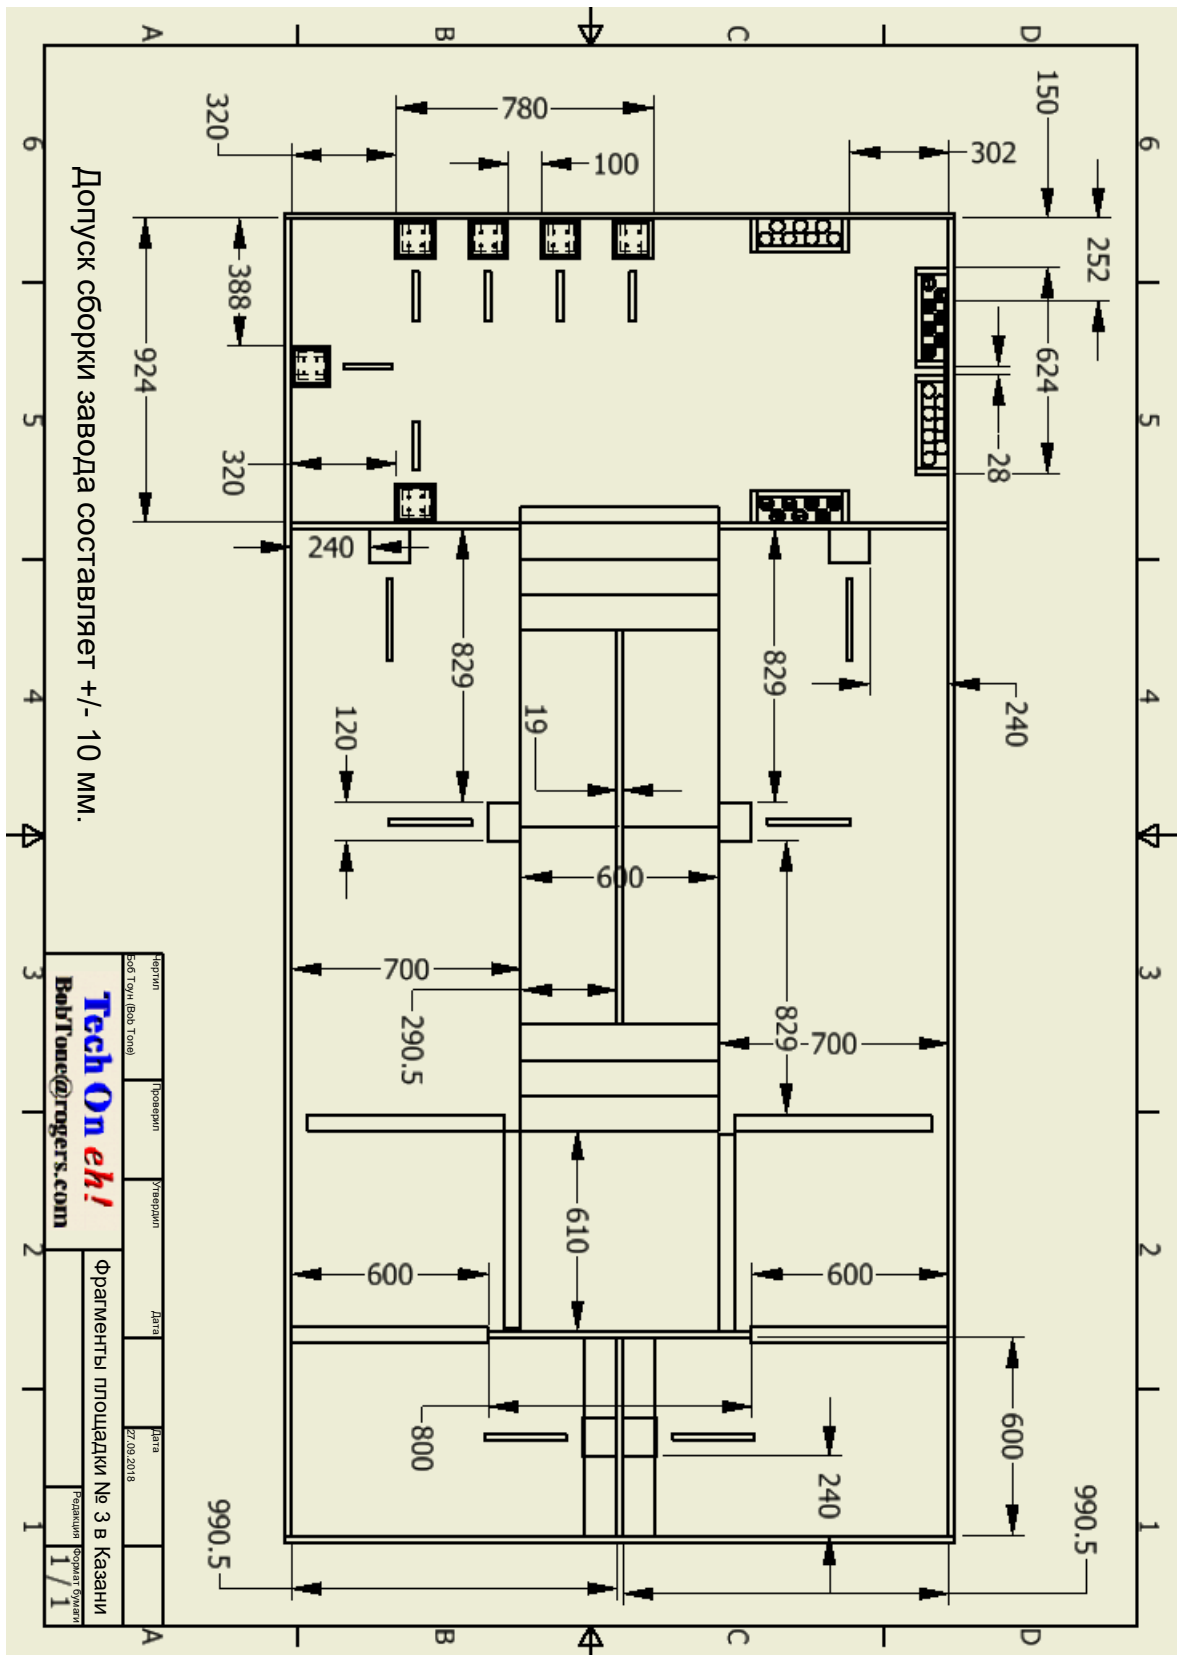 A
B
C
D
6
5
4
3
2
1
6
5
4
3
2
1
A
B
C
D
150
320
780
100
302
252
388
624
924
28
320
240
829
829
240
120
19
600
700
829
700
290.5
610
600
600
800
600
240
990.5
990.5
Допуск сборки завода составляет +/- 10 мм.
Чертил
Проверил
Утвердил
Дата
Дата
Боб Тоун (Bob Tone)
27.09.2018
Tech On eh!
BobTone@rogers.com
Фрагменты площадки № 3 в Казани
Редакция
Формат бумаги
1 / 1